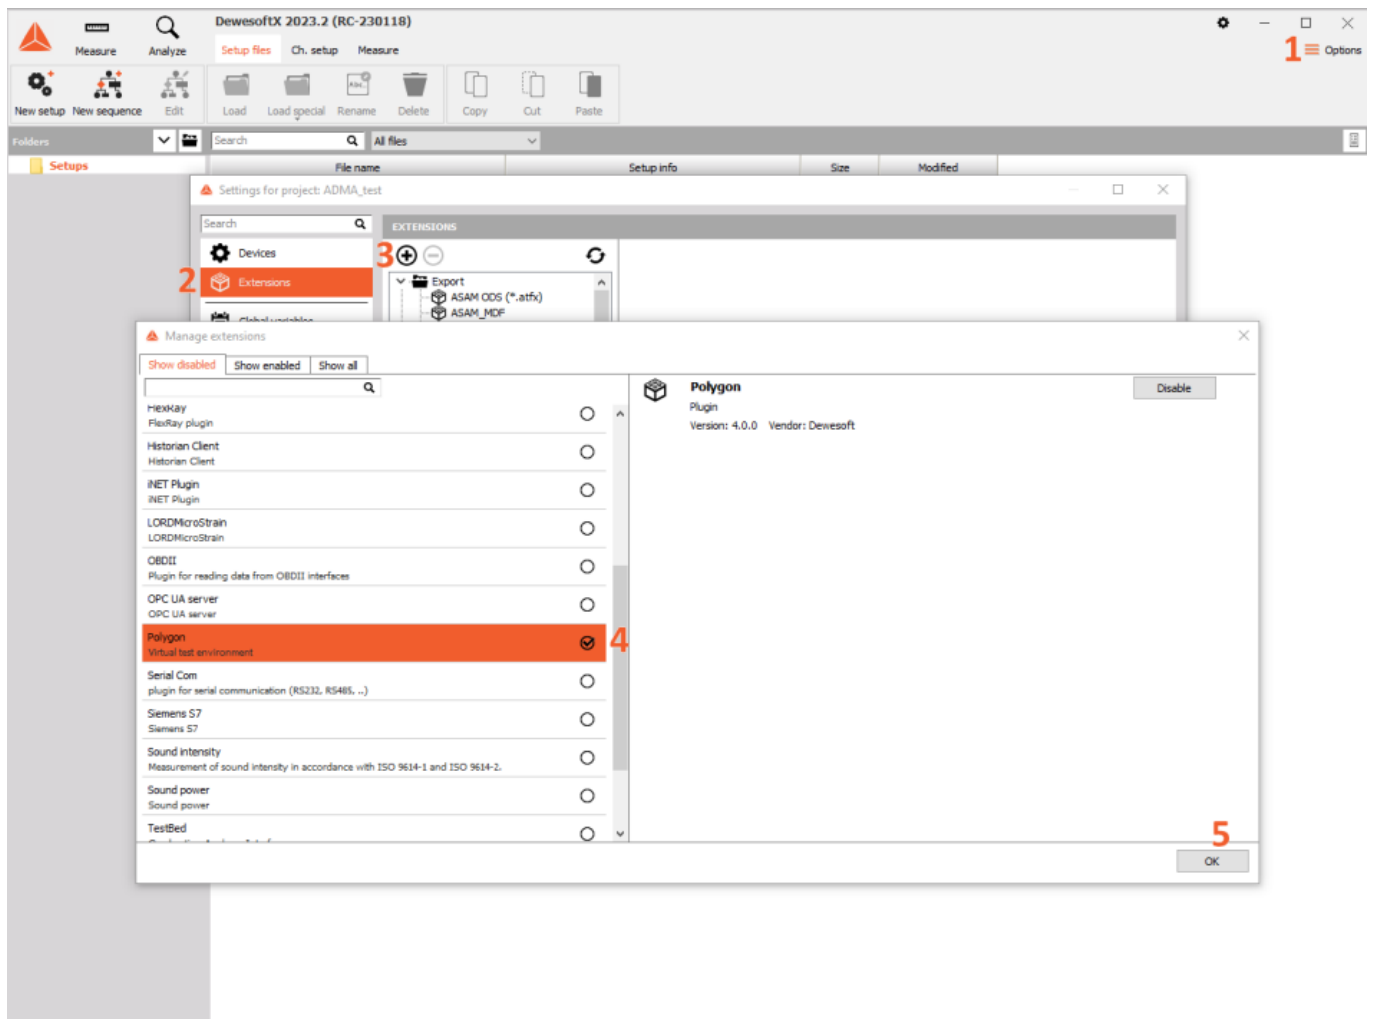 DewesoftX 2023.2 (RC-230118)
Measure
Analyze
Setup files
Ch. setup
Measure
1
Options
New setup
New sequence
Edit
Load
Load special
Rename
Delete
Copy
Cut
Paste
Folders
Search
All files
Setups
File name
Setup info
Size
Modified
Settings for project: ADMA_test
Search
EXTENSIONS
Devices
3
2
Extensions
Export
ASAM ODS (*.atfx)
ASAM_MDF
Global variables
Manage extensions
Show disabled
Show enabled
Show all
Polygon
Disable
Plugin
Version: 4.0.0 Vendor: Dewesoft
FlexRay
FlexRay plugin
Historian Client
Historian Client
iNET Plugin
iNET Plugin
LORDMicroStrain
LORDMicroStrain
OBDII
Plugin for reading data from OBDII interfaces
OPC UA server
OPC UA server
Polygon
Virtual test environment
4
Serial Com
plugin for serial communication (RS232, RS485, ..)
Siemens S7
Siemens S7
Sound intensity
Measurement of sound intensity in accordance with ISO 9614-1 and ISO 9614-2.
Sound power
Sound power
TestBed
5
OK